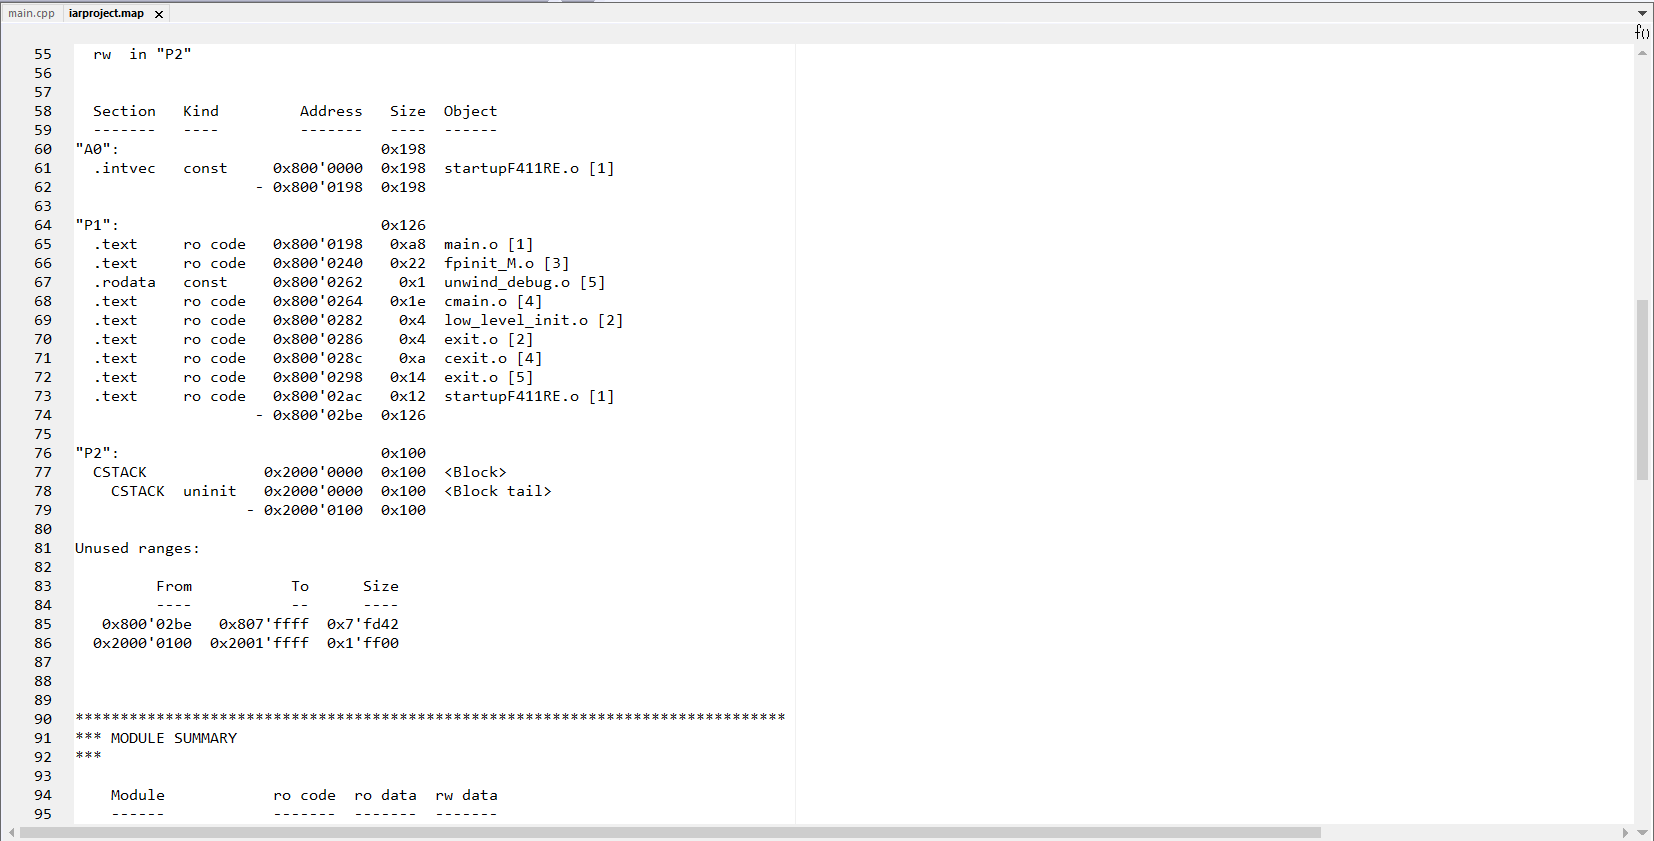 main.cpp iarproject.map ×
f()
55   rw  in "P2"
56
57
58   Section   Kind         Address   Size  Object
59   -------   ----         -------   ----  ------
60 "A0":                             0x198
61   .intvec   const     0x800'0000  0x198  startupF411RE.o [1]
62                     - 0x800'0198  0x198
63
64 "P1":                             0x126
65   .text     ro code   0x800'0198   0xa8  main.o [1]
66   .text     ro code   0x800'0240   0x22  fpinit_M.o [3]
67   .rodata   const     0x800'0262    0x1  unwind_debug.o [5]
68   .text     ro code   0x800'0264   0x1e  cmain.o [4]
69   .text     ro code   0x800'0282    0x4  low_level_init.o [2]
70   .text     ro code   0x800'0286    0x4  exit.o [2]
71   .text     ro code   0x800'028c    0xa  cexit.o [4]
72   .text     ro code   0x800'0298   0x14  exit.o [5]
73   .text     ro code   0x800'02ac   0x12  startupF411RE.o [1]
74                     - 0x800'02be  0x126
75
76 "P2":                             0x100
77   CSTACK             0x2000'0000  0x100  <Block>
78     CSTACK  uninit   0x2000'0000  0x100  <Block tail>
79                    - 0x2000'0100  0x100
80
81 Unused ranges:
82
83          From           To      Size
84          ----           --      ----
85    0x800'02be   0x807'ffff  0x7'fd42
86   0x2000'0100  0x2001'ffff  0x1'ff00
87
88
89
90 *******************************************************************************
91 *** MODULE SUMMARY
92 ***
93
94     Module            ro code  ro data  rw data
95     ------            -------  -------  -------